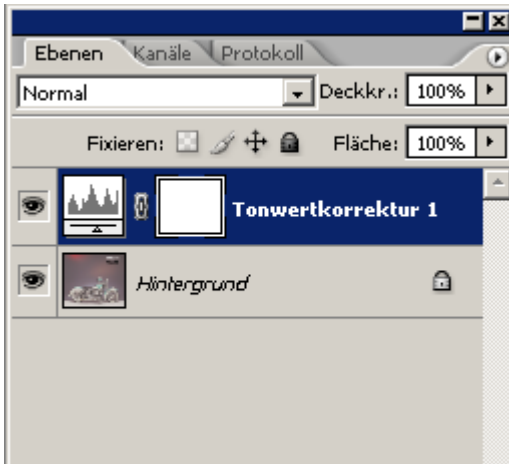 Ebenen Kanäle Protokoll
Normal Deckkr.: 100%
Fixieren: Fläche: 100%
Tonwertkorrektur 1
Hintergrund